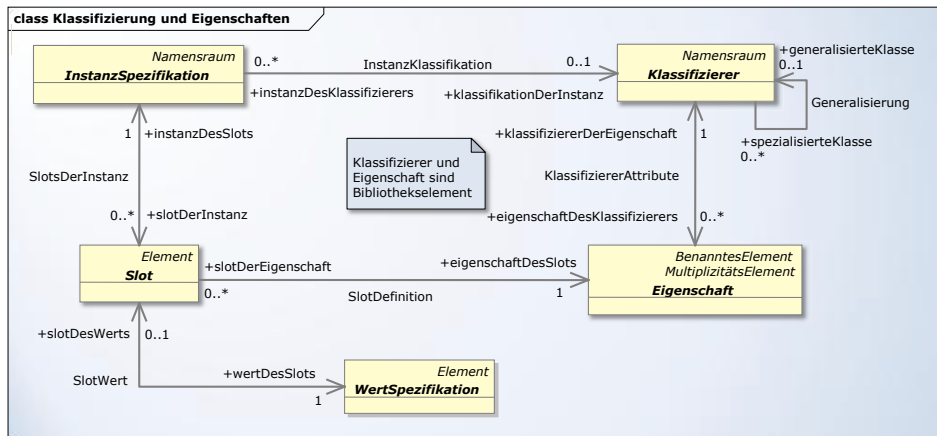 class Klassifizierung und Eigenschaften
Namensraum
InstanzSpezifikation
0..*
InstanzKlassifikation
0..1
+instanzDesKlassifizierers
+klassifikationDerInstanz
Namensraum
Klassifizierer
+generalisierteKlasse
0..1
Generalisierung
+spezialisierteKlasse
0..*
1
+instanzDesSlots
SlotsDerInstanz
0..*
+slotDerInstanz
Klassifizierer und
Eigenschaft sind
Bibliothekselement
+klassifiziererDerEigenschaft
1
KlassifiziererAttribute
+eigenschaftDesKlassifizierers
0..*
Element
Slot
+slotDerEigenschaft
0..*
SlotDefinition
+eigenschaftDesSlots
1
BenanntesElement
MultiplizitätsElement
Eigenschaft
+slotDesWerts
0..1
SlotWert
+wertDesSlots
1
Element
WertSpezifikation